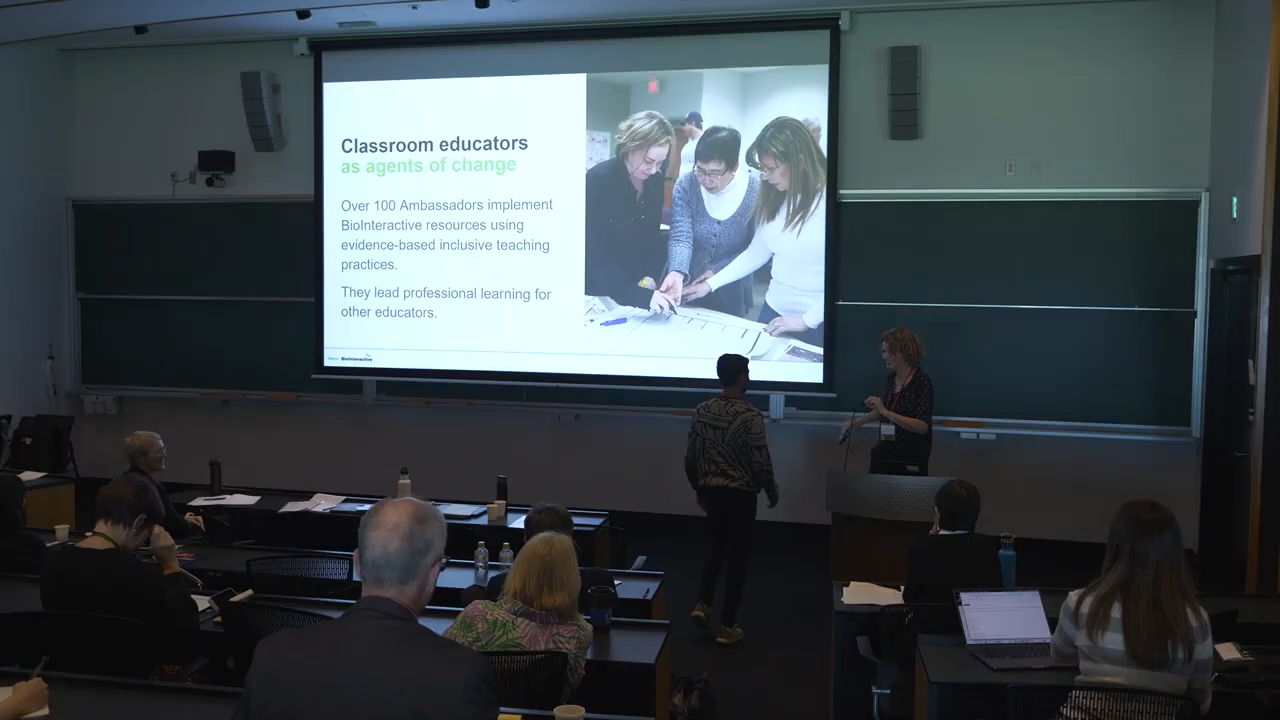 Classroom educators
as agents of change
Over 100 Ambassadors implement
BioInteractive resources using
evidence-based inclusive teaching
practices.
They lead professional learning for
other educators.
BioInteractive